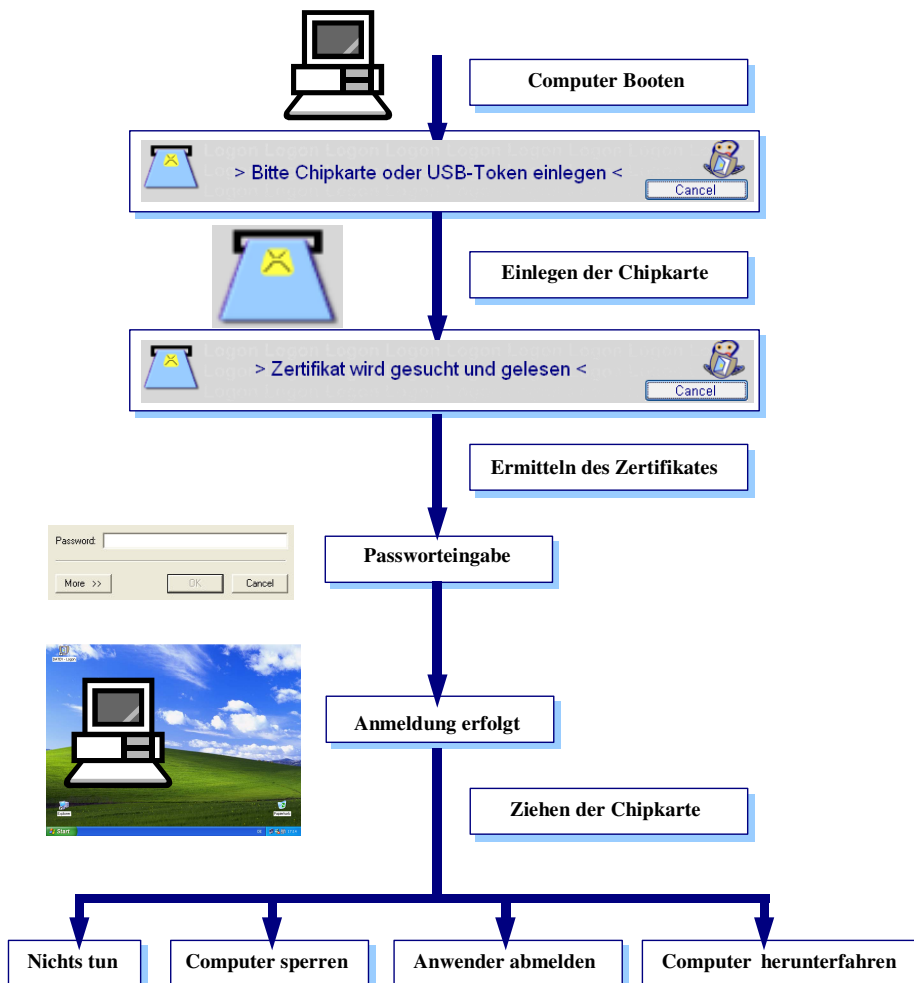 Computer Booten
> Bitte Chipkarte oder USB-Token einlegen <
Cancel
Einlegen der Chipkarte
> Zertifikat wird gesucht und gelesen <
Cancel
Ermitteln des Zertifikates
Password:
More >>
OK
Cancel
Passworteingabe
Anmeldung erfolgt
Start
Ziehen der Chipkarte
Nichts tun
Computer sperren
Anwender abmelden
Computer herunterfahren